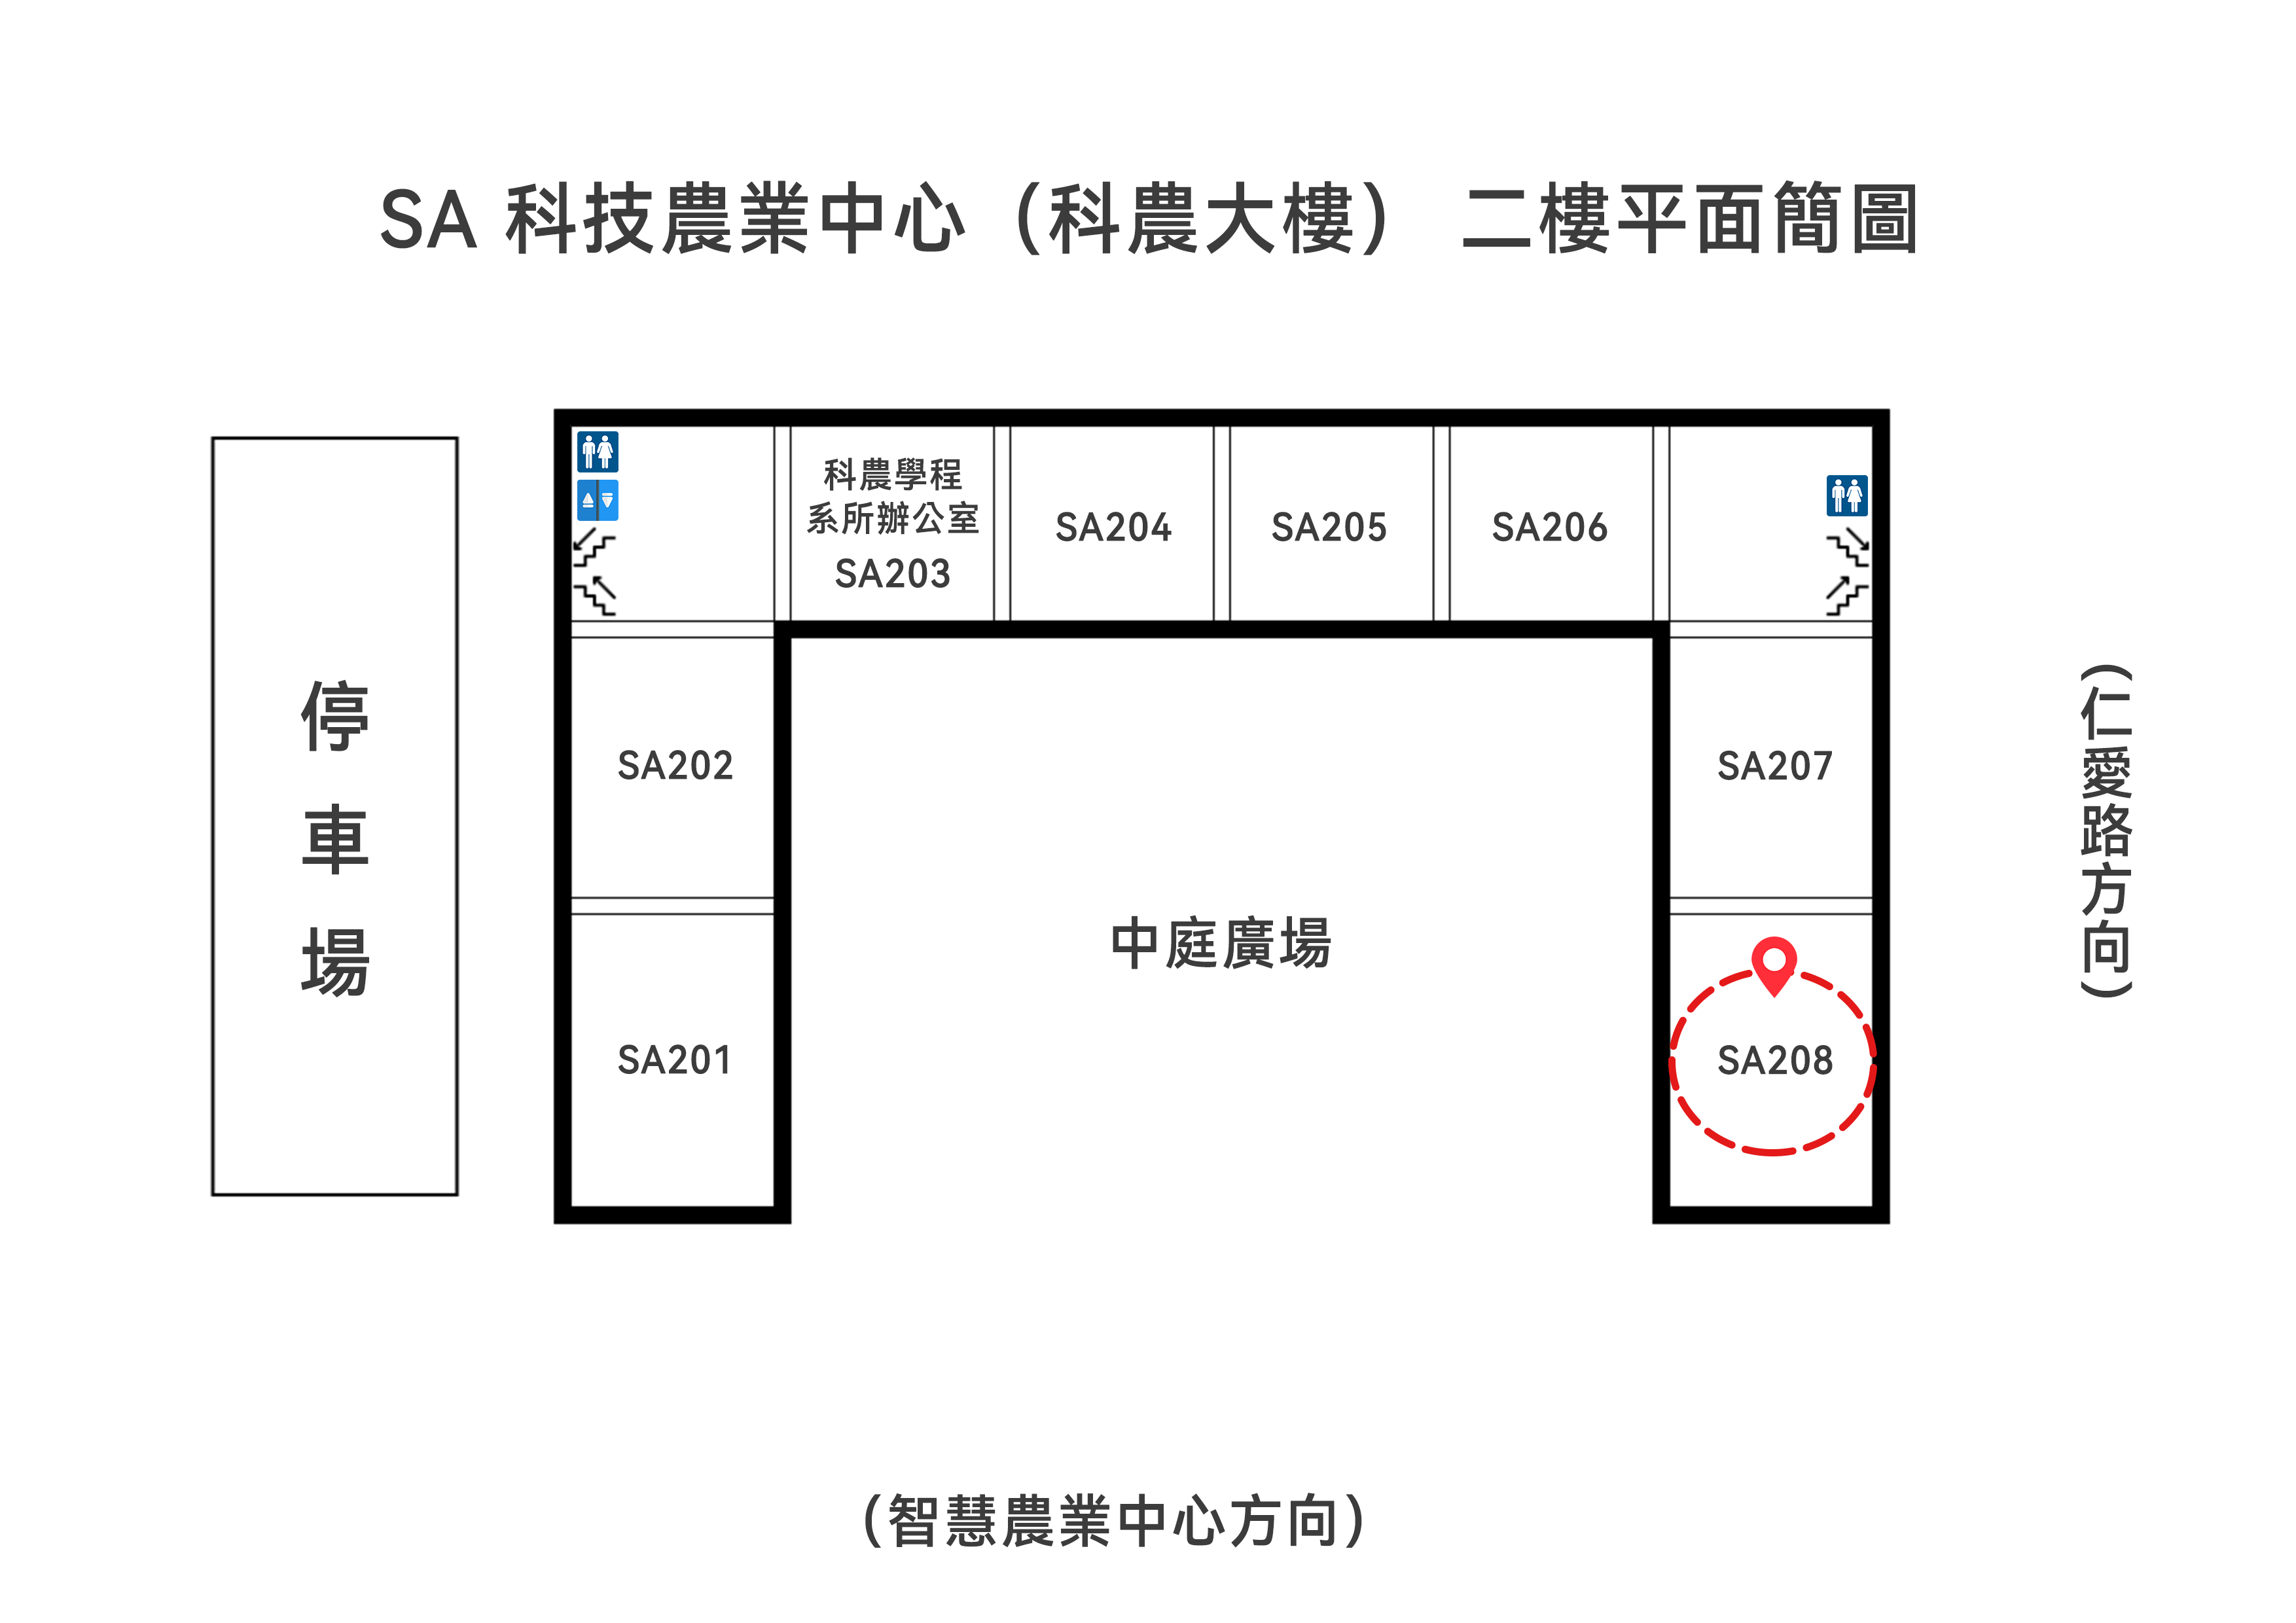 SA 科技農業中心（科農大樓） 二樓平面簡圖
科農學程
系所辦公室
SA203
SA204
SA205
SA206
停車場
SA202
SA207
（仁愛路方向）
中庭廣場
SA201
SA208
（智慧農業中心方向）